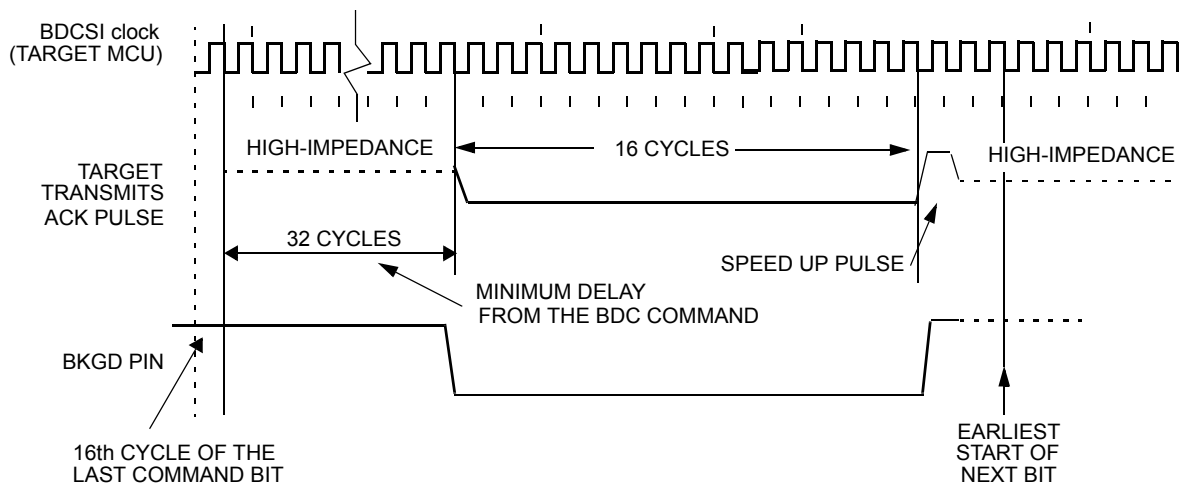 BDCSI clock
(TARGET MCU)
HIGH-IMPEDANCE
16 CYCLES
HIGH-IMPEDANCE
TARGET
TRANSMITS
ACK PULSE
32 CYCLES
SPEED UP PULSE
MINIMUM DELAY
FROM THE BDC COMMAND
BKGD PIN
16th CYCLE OF THE
LAST COMMAND BIT
EARLIEST
START OF
NEXT BIT